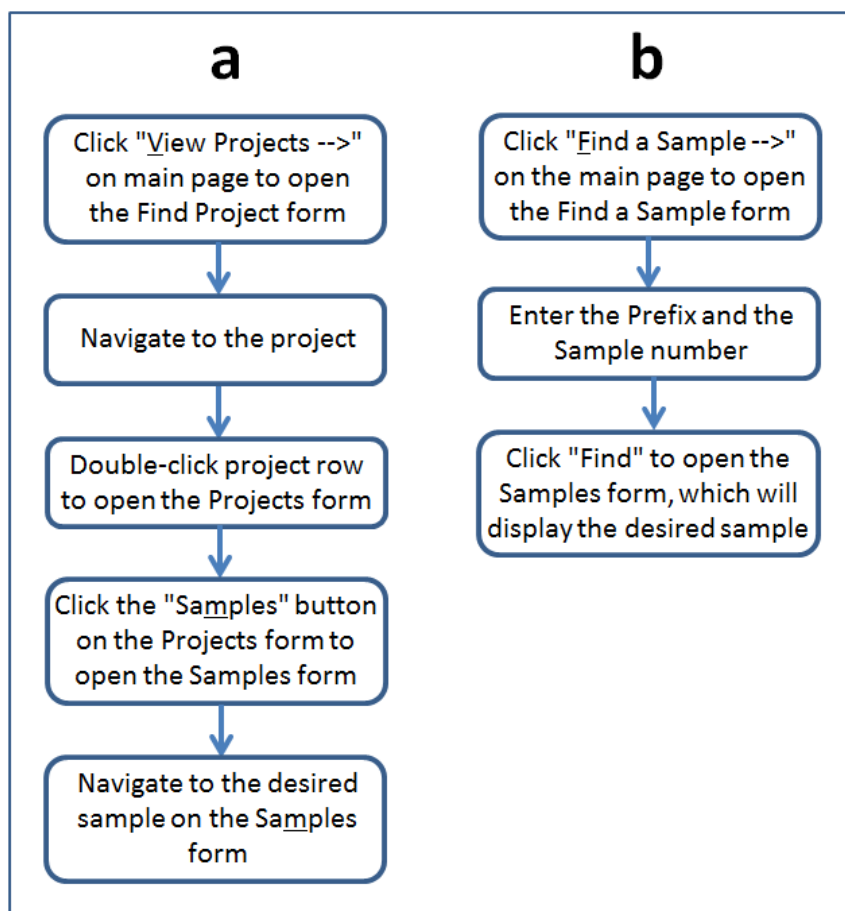 a
Click "View Projects -->"
on main page to open
the Find Project form
Navigate to the project
Double-click project row
to open the Projects form
Click the "Samples" button
on the Projects form to
open the Samples form
Navigate to the desired
sample on the Samples
form
b
Click "Find a Sample -->"
on the main page to open
the Find a Sample form
Enter the Prefix and the
Sample number
Click "Find" to open the
Samples form, which will
display the desired sample